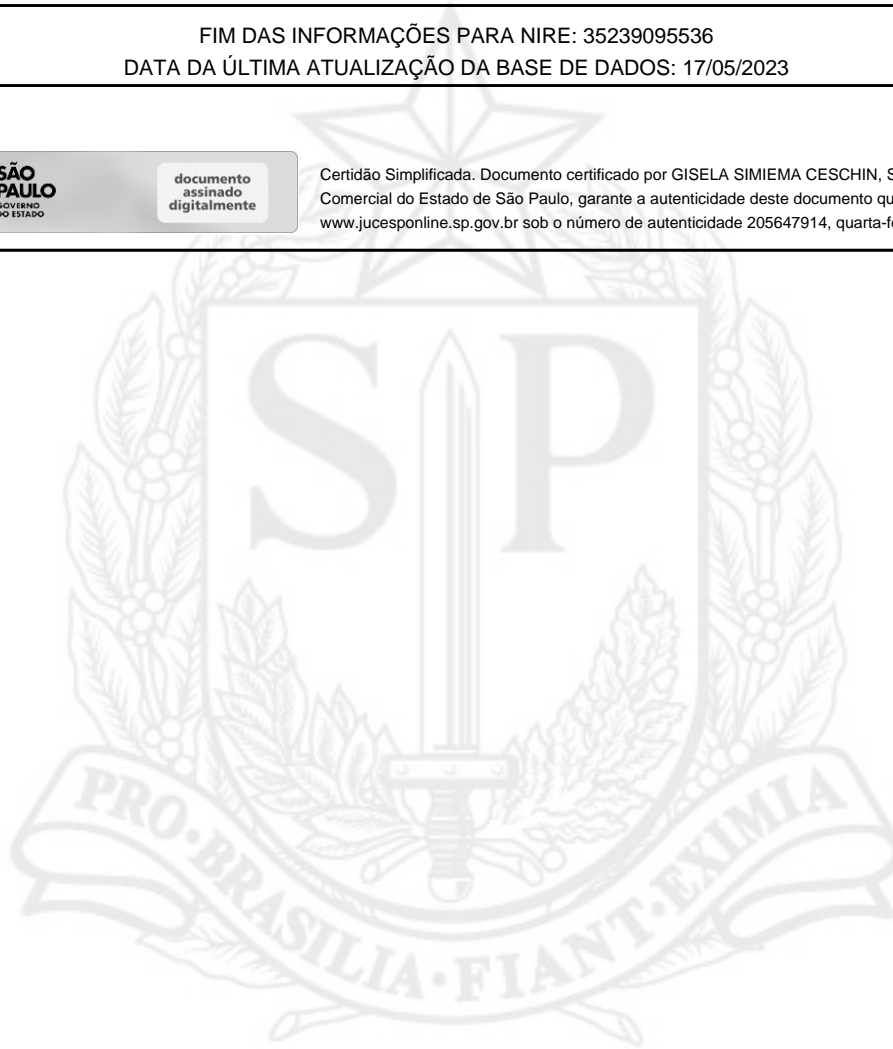 FIM DAS INFORMAÇÕES PARA NIRE: 35239095536
DATA DA ÚLTIMA ATUALIZAÇÃO DA BASE DE DADOS: 17/05/2023
SÃO
PAULO
GOVERNO
DO ESTADO
documento
assinado
digitalmente
Certidão Simplificada. Documento certificado por GISELA SIMIEMA CESCHIN, S
Comercial do Estado de São Paulo, garante a autenticidade deste documento qu
www.jucesponline.sp.gov.br sob o número de autenticidade 205647914, quarta-fe
SP
PRO·BRASILIA·FIANT·EXIMIA